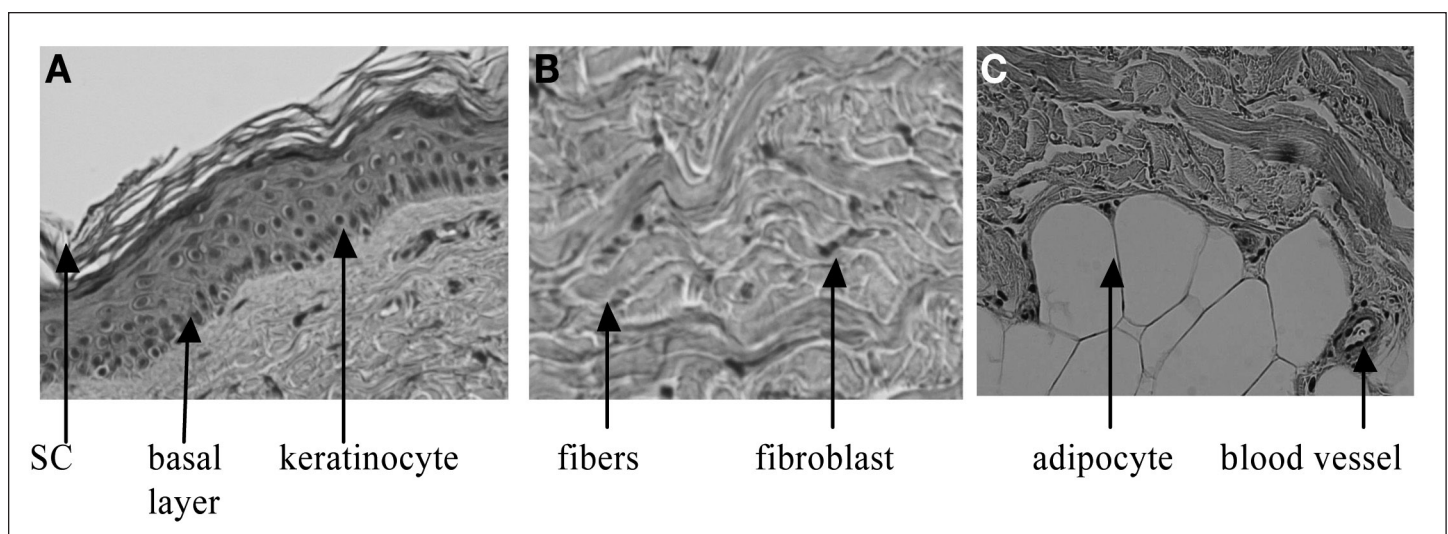 A
B
C
SC
basal
layer
keratinocyte
fibers
fibroblast
adipocyte
blood vessel